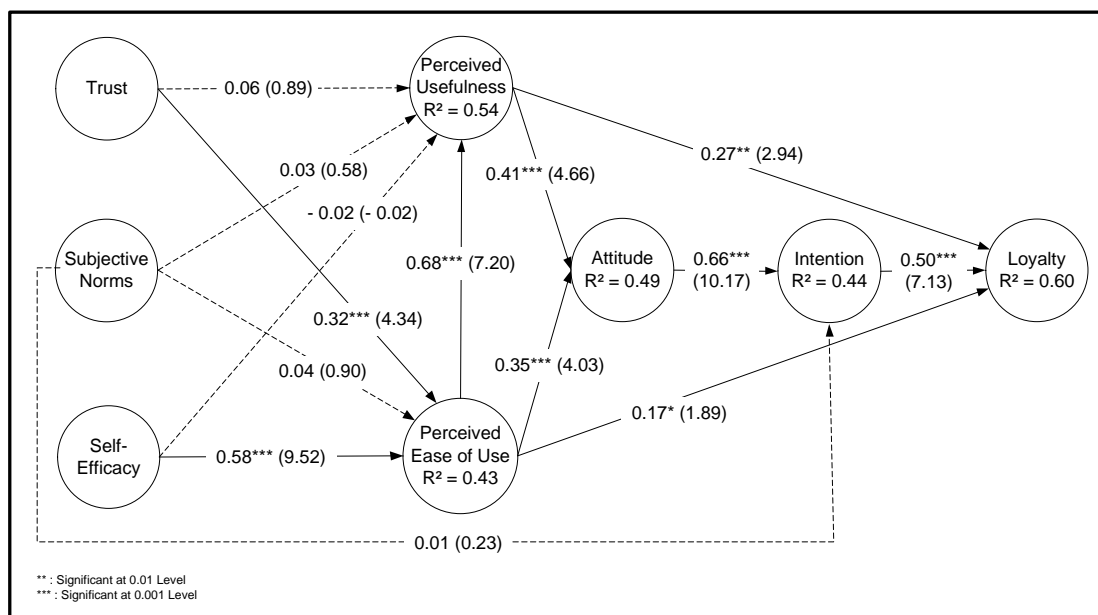 Trust
Perceived
Usefulness
R² = 0.54
0.06 (0.89)
0.27** (2.94)
0.03 (0.58)
0.41*** (4.66)
- 0.02 (- 0.02)
Subjective
Norms
0.68*** (7.20)
Attitude
R² = 0.49
0.66***
(10.17)
Intention
R² = 0.44
0.50***
(7.13)
Loyalty
R² = 0.60
0.32*** (4.34)
0.04 (0.90)
0.35*** (4.03)
0.17* (1.89)
Self-
Efficacy
0.58*** (9.52)
Perceived
Ease of Use
R² = 0.43
0.01 (0.23)
** : Significant at 0.01 Level
*** : Significant at 0.001 Level